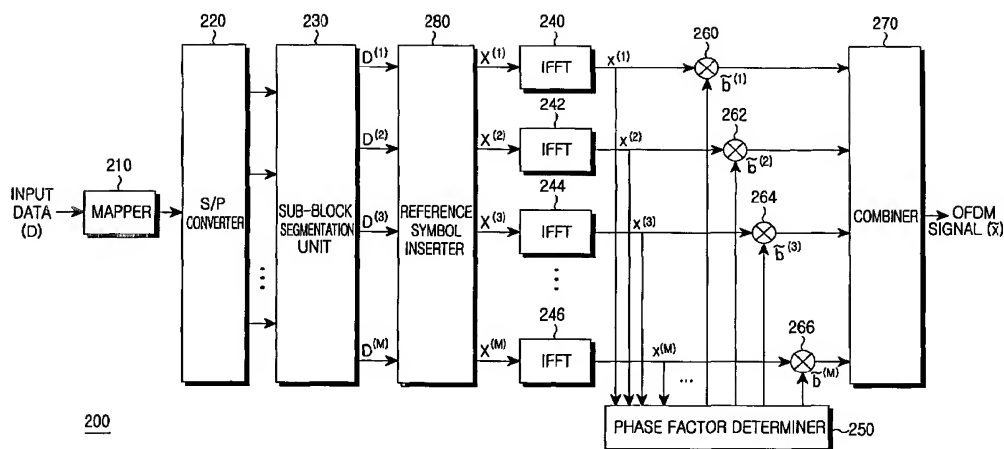 220 230 280 240 260 270
D(1) X(1) IFFT x(1) b̃(1)
242 262
D(2) X(2) IFFT x(2) b̃(2)
210
INPUT DATA (D)
MAPPER
S/P CONVERTER
SUB-BLOCK SEGMENTATION UNIT
REFERENCE SYMBOL INSERTER
244 264
D(3) X(3) IFFT x(3) b̃(3)
COMBINER
OFDM SIGNAL (x̃)
246 266
D(M) X(M) IFFT x(M) b̃(M)
...
PHASE FACTOR DETERMINER 250
200